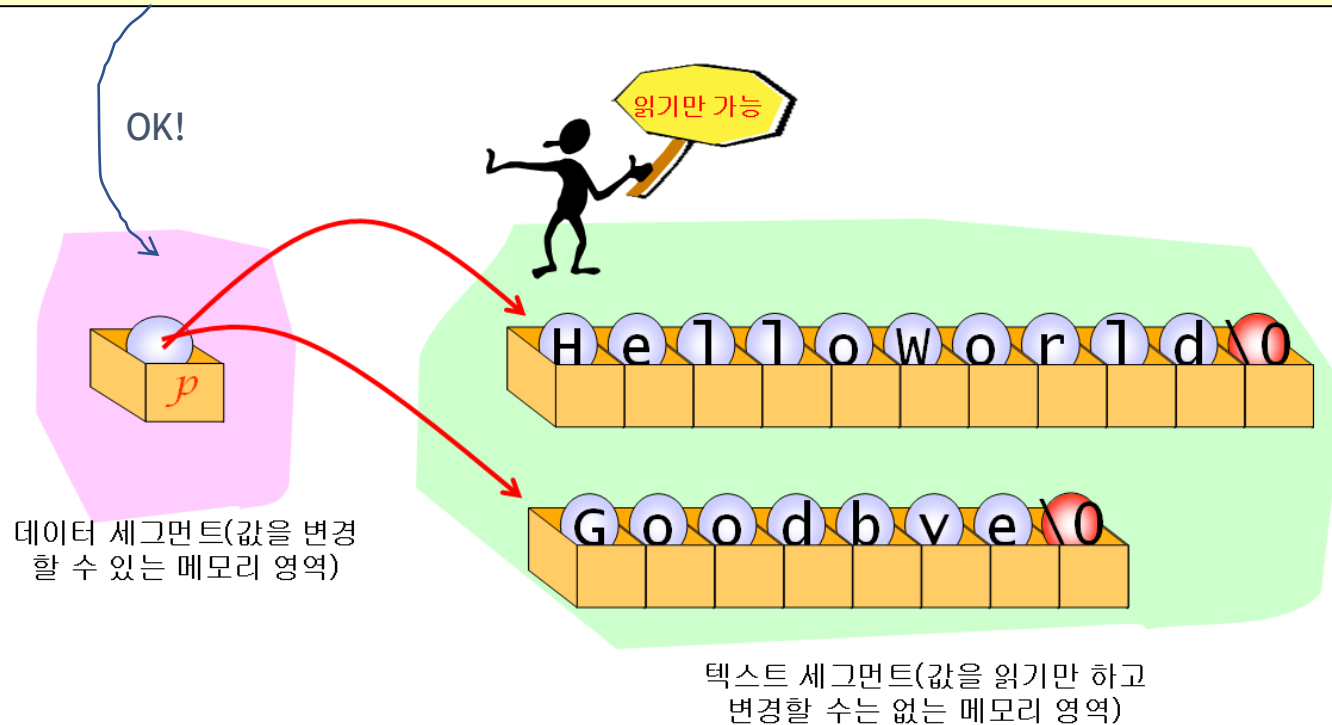 OK!
읽기만 가능
HelloWorld\0
p
Goodbye\0
데이터 세그먼트(값을 변경
할 수 있는 메모리 영역)
텍스트 세그먼트(값을 읽기만 하고
변경할 수는 없는 메모리 영역)